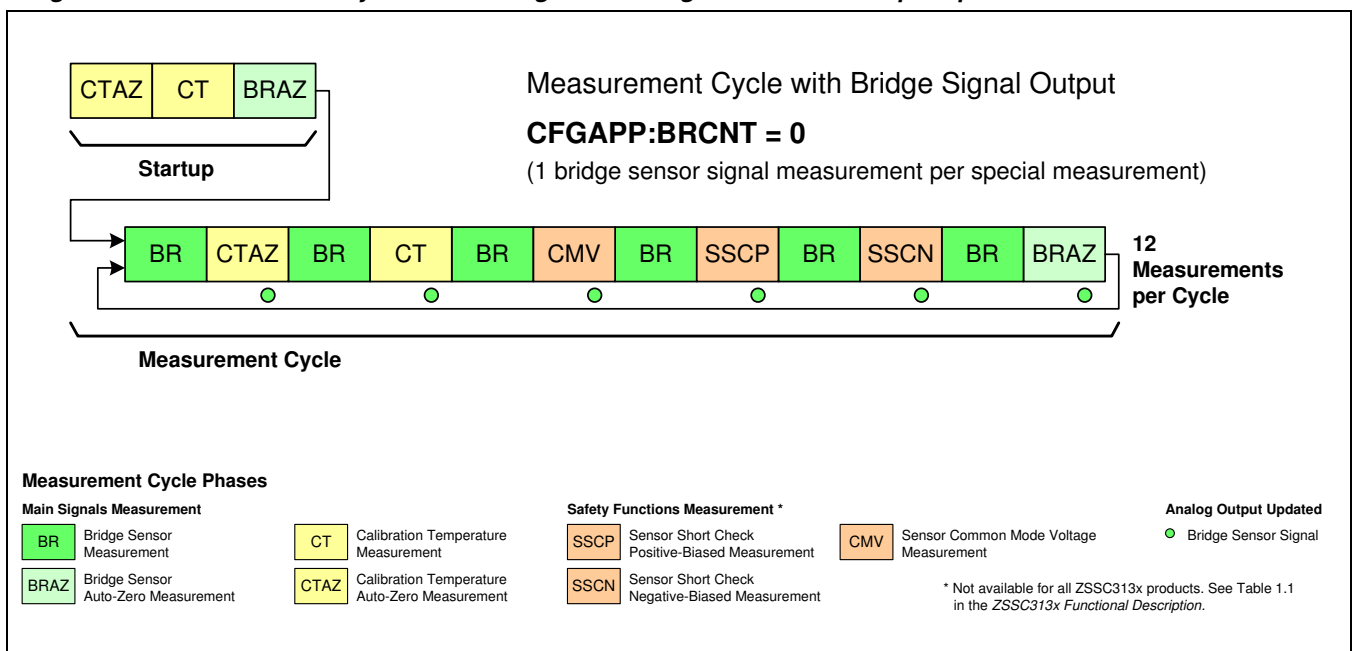 CTAZ CT BRAZ
Startup
Measurement Cycle with Bridge Signal Output
CFGAPP:BRCNT = 0
(1 bridge sensor signal measurement per special measurement)
BR CTAZ BR CT BR CMV BR SSCP BR SSCN BR BRAZ
12
Measurements
per Cycle
Measurement Cycle
Measurement Cycle Phases
Main Signals Measurement
BR
Bridge Sensor
Measurement
BRAZ
Bridge Sensor
Auto-Zero Measurement
CT
Calibration Temperature
Measurement
CTAZ
Calibration Temperature
Auto-Zero Measurement
Safety Functions Measurement *
SSCP
Sensor Short Check
Positive-Biased Measurement
SSCN
Sensor Short Check
Negative-Biased Measurement
CMV
Sensor Common Mode Voltage
Measurement
Analog Output Updated
Bridge Sensor Signal
* Not available for all ZSSC313x products. See Table 1.1
in the ZSSC313x Functional Description.